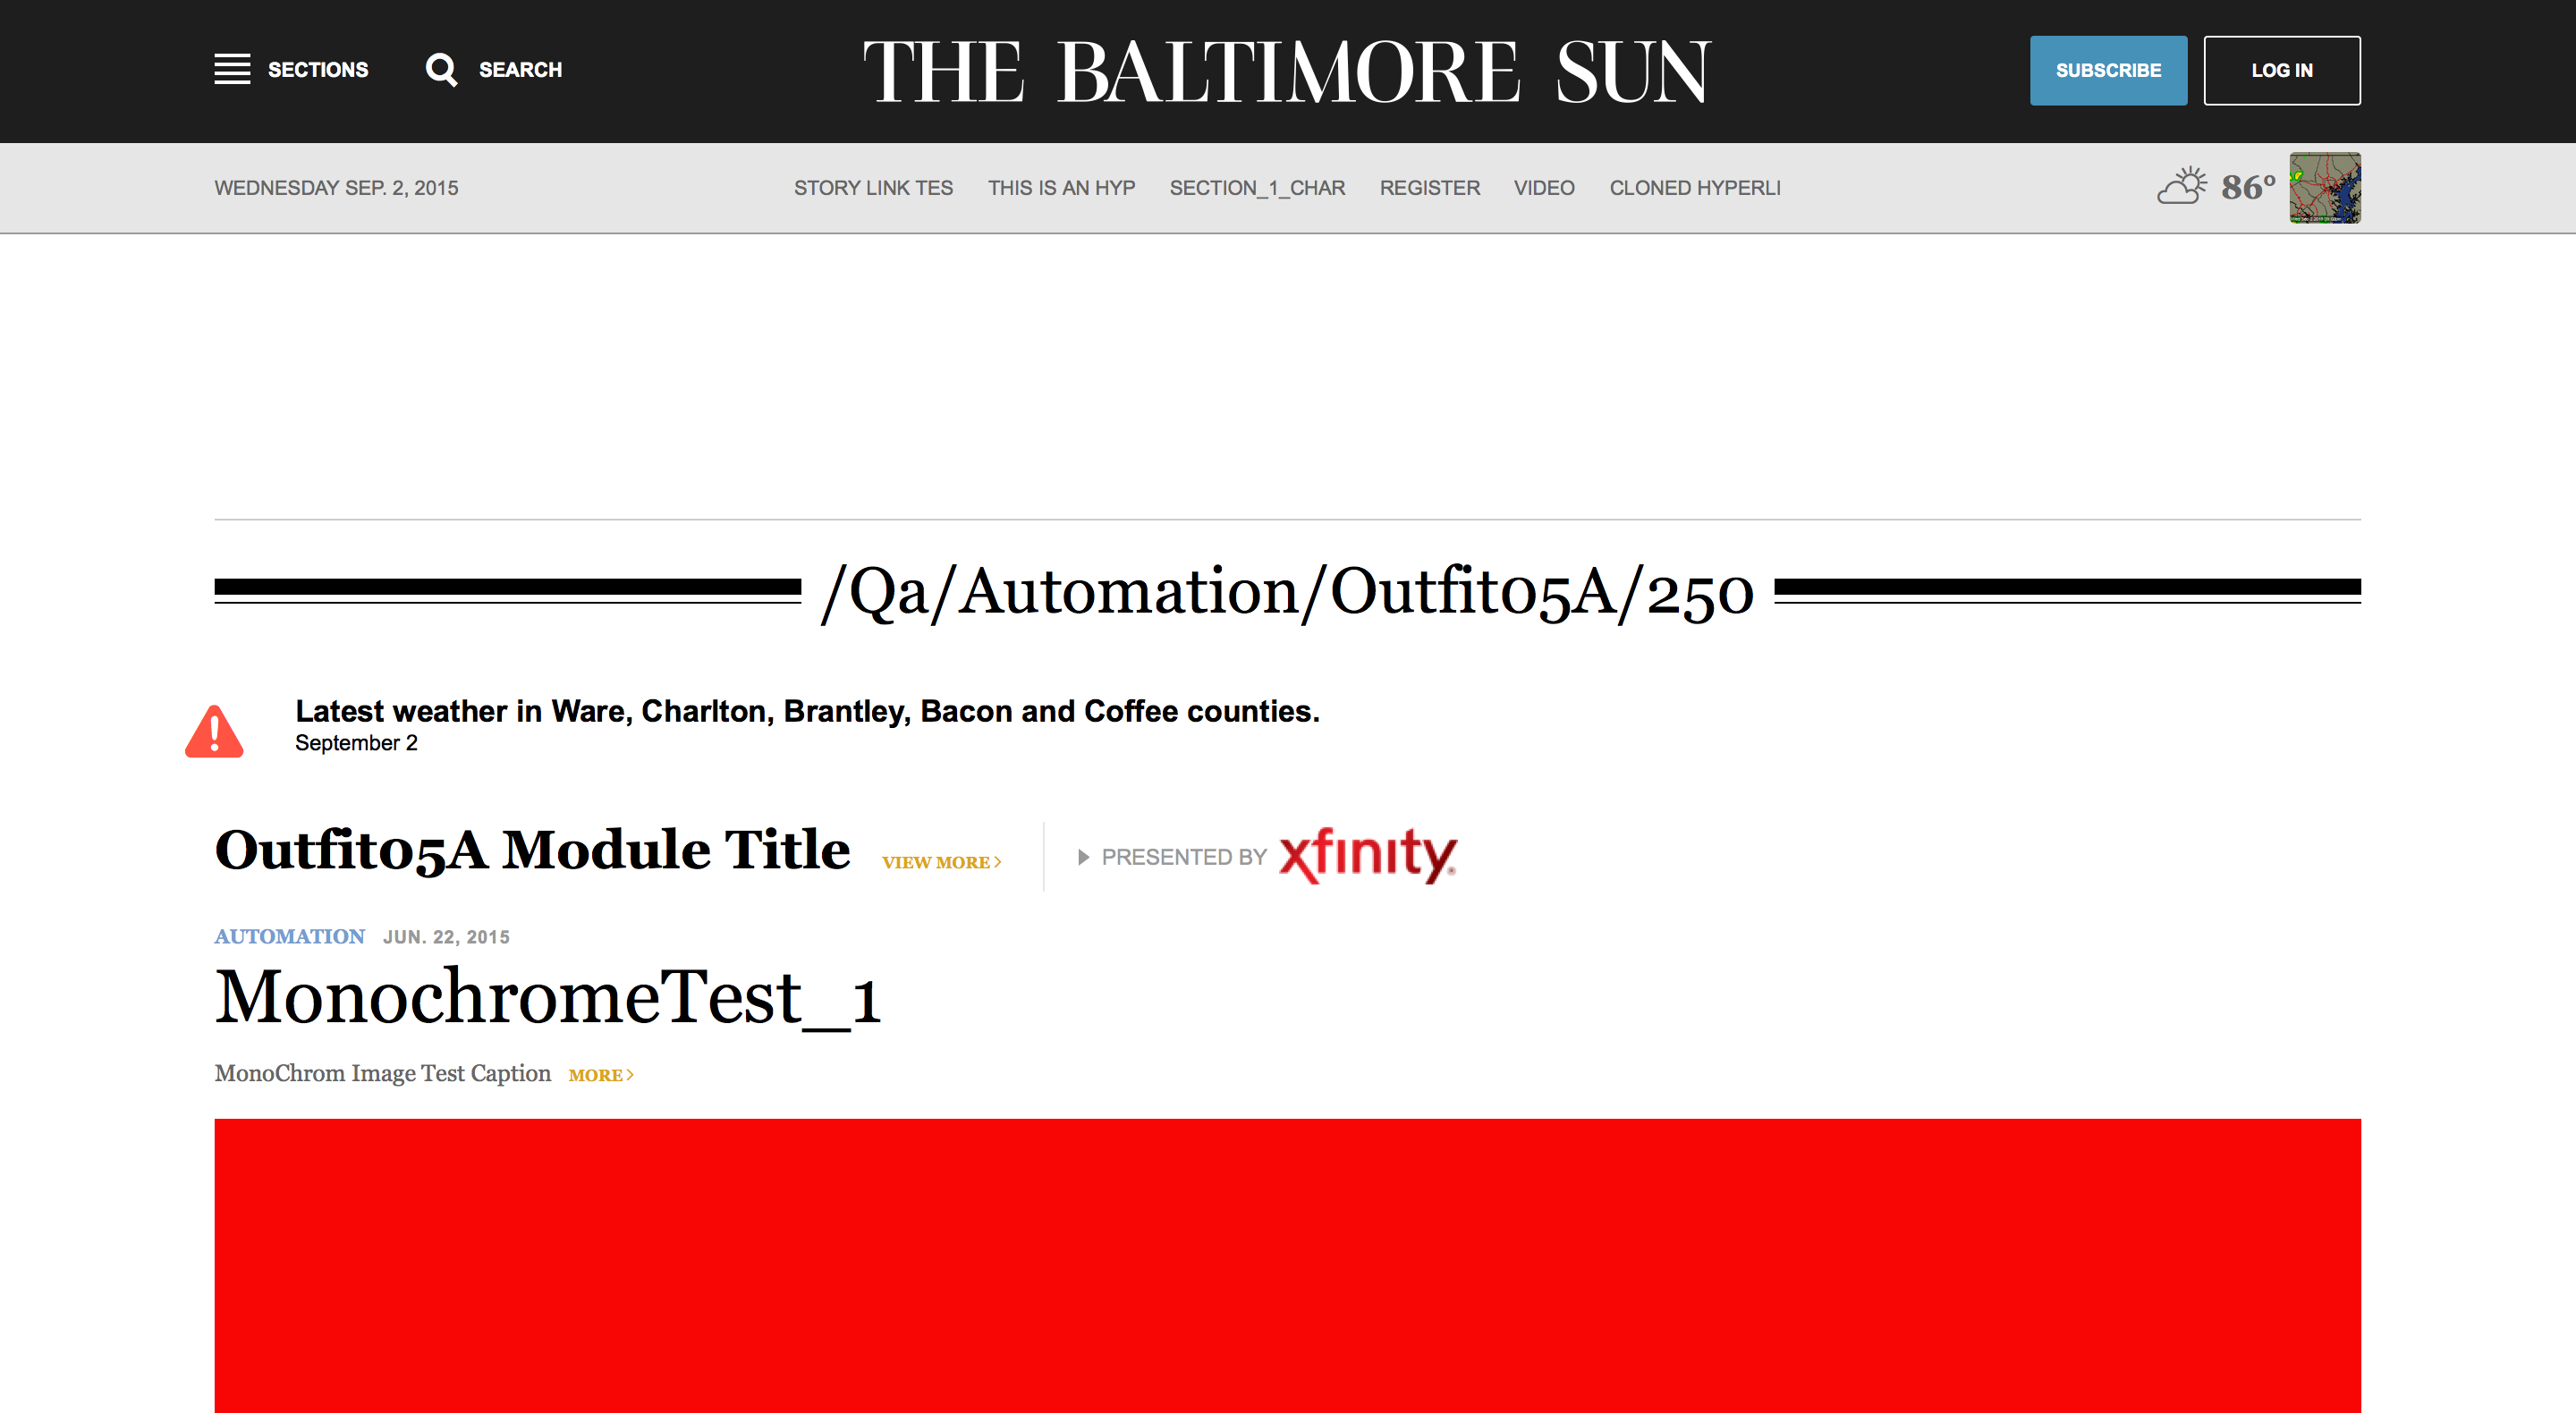 SECTIONS SEARCH THE BALTIMORE SUN SUBSCRIBE LOG IN
WEDNESDAY SEP. 2, 2015 STORY LINK TES THIS IS AN HYP SECTION_1_CHAR REGISTER VIDEO CLONED HYPERLI 86º
/Qa/Automation/Outfit05A/250
Latest weather in Ware, Charlton, Brantley, Bacon and Coffee counties.
September 2
Outfit05A Module Title VIEW MORE > PRESENTED BY xfinity®
AUTOMATION JUN. 22, 2015
MonochromeTest_1
MonoChrom Image Test Caption MORE >